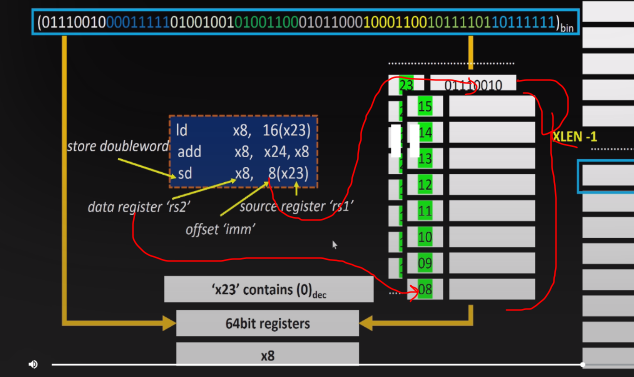 (0111001000011111010010010100110001011000100011001011110110111111)bin
23 01110010
15
ld x8, 16(x23)
add x8, x24, x8
sd x8, 8(x23)
store doubleword
14
XLEN -1
13
12
data register ‘rs2’
source register ‘rs1’
11
offset ‘imm’
10
09
‘x23’ contains (0)dec
08
64bit registers
x8